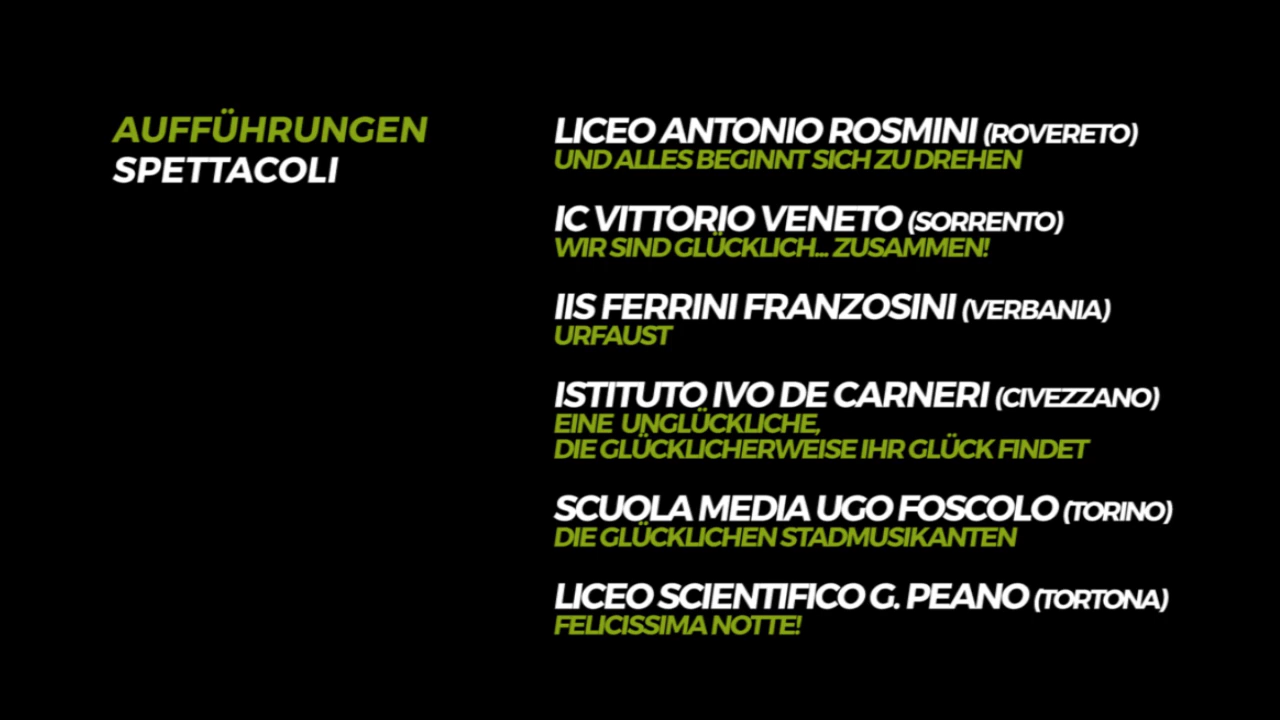 AUFFÜHRUNGEN
SPETTACOLI
LICEO ANTONIO ROSMINI (ROVERETO)
UND ALLES BEGINNT SICH ZU DREHEN
IC VITTORIO VENETO (SORRENTO)
WIR SIND GLÜCKLICH... ZUSAMMEN!
IIS FERRINI FRANZOSINI (VERBANIA)
URFAUST
ISTITUTO IVO DE CARNERI (CIVEZZANO)
EINE UNGLÜCKLICHE,
DIE GLÜCKLICHERWEISE IHR GLÜCK FINDET
SCUOLA MEDIA UGO FOSCOLO (TORINO)
DIE GLÜCKLICHEN STADMUSIKANTEN
LICEO SCIENTIFICO G. PEANO (TORTONA)
FELICISSIMA NOTTE!